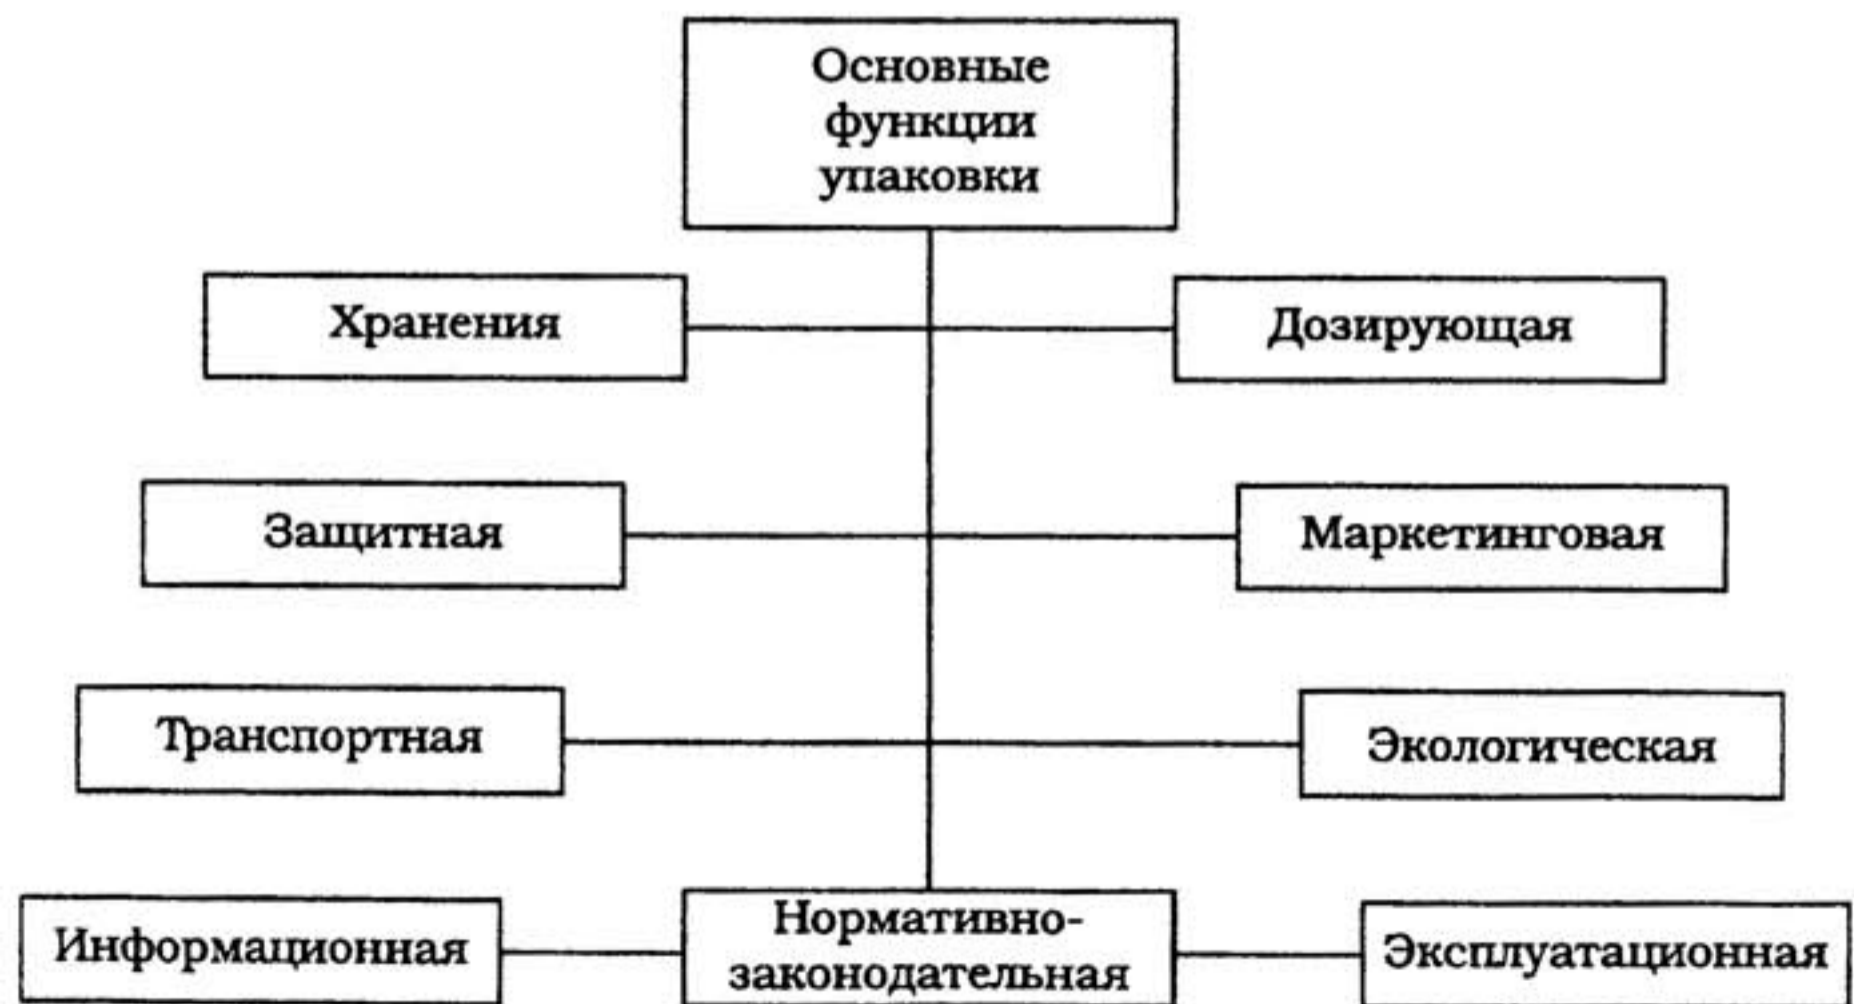 Основные
функции
упаковки
Хранения
Дозирующая
Защитная
Маркетинговая
Транспортная
Экологическая
Информационная
Нормативно-
законодательная
Эксплуатационная